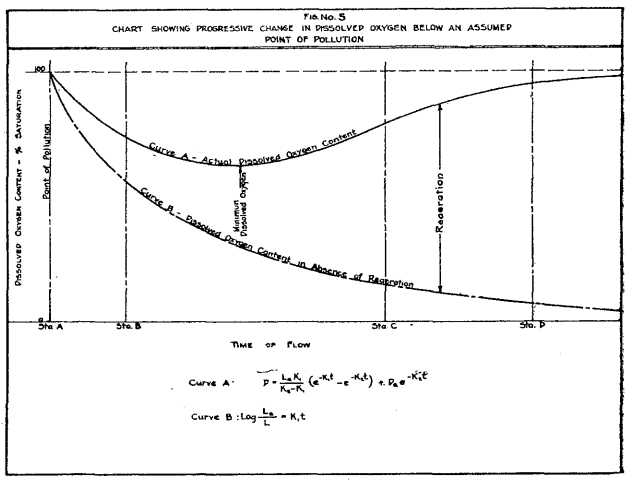 FIG. NO. 5
CHART SHOWING PROGRESSIVE CHANGE IN DISSOLVED OXYGEN BELOW AN ASSUMED
POINT OF POLLUTION
DISSOLVED OXYGEN CONTENT - % SATURATION
100
0
Point of Pollution
Curve A - Actual Dissolved Oxygen Content
Minimum
Dissolved Oxygen
Curve B - Dissolved Oxygen Content in Absence of Reaeration
Reaeration
Sta A
Sta. B
Sta. C
Sta. D
TIME OF FLOW
Curve A: D = LₐK₁/K₂-K₁ (e^-K₁t - e^-K₂t) + Dₐe^-K₂t
Curve B: Log Lₐ/L = K₁t